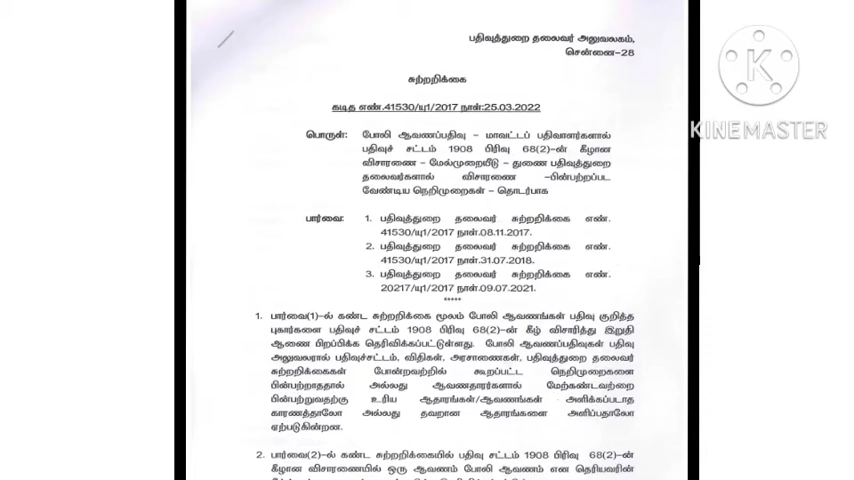 பதிவுத்துறை தலைவர் அலுவலகம்,
சென்னை-28
சுற்றறிக்கை
கடித எண்.41530/யு1/2017 நாள்:25.03.2022
பொருள்: போலி ஆவணப்பதிவு – மாவட்டப் பதிவாளர்களால்
பதிவுச் சட்டம் 1908 பிரிவு 68(2)-ன் கீழான
விசாரணை – மேல்முறையீடு – துணை பதிவுத்துறை
தலைவர்களால் விசாரணை –பின்பற்றப்பட
வேண்டிய நெறிமுறைகள் – தொடர்பாக
பார்வை: 1. பதிவுத்துறை தலைவர் சுற்றறிக்கை எண்.
41530/யு1/2017 நாள்.08.11.2017.
2. பதிவுத்துறை தலைவர் சுற்றறிக்கை எண்.
41530/யு1/2017 நாள்.31.07.2018.
3. பதிவுத்துறை தலைவர் சுற்றறிக்கை எண்.
20217/யு1/2017 நாள்.09.07.2021.
*****
1. பார்வை(1)-ல் கண்ட சுற்றறிக்கை மூலம் போலி ஆவணங்கள் பதிவு குறித்த
புகார்களை பதிவுச் சட்டம் 1908 பிரிவு 68(2)-ன் கீழ் விசாரித்து இறுதி
ஆணை பிறப்பிக்க தெரிவிக்கப்பட்டுள்ளது. போலி ஆவணப்பதிவுகள் பதிவு
அலுவலரால் பதிவுச்சட்டம், விதிகள், அரசாணைகள், பதிவுத்துறை தலைவர்
சுற்றறிக்கைகள் போன்றவற்றில் கூறப்பட்ட நெறிமுறைகளை
பின்பற்றாததால் அல்லது ஆவணதாரர்களால் மேற்கண்டவற்றை
பின்பற்றுவதற்கு உரிய ஆதாரங்கள்/ஆவணங்கள் அளிக்கப்படாத
காரணத்தாலோ அல்லது தவறான ஆதாரங்களை அளிப்பதாலோ
ஏற்படுகின்றன.
2. பார்வை(2)-ல் கண்ட சுற்றறிக்கையில் பதிவு சட்டம் 1908 பிரிவு 68(2)-ன்
கீழான விசாரணையில் ஒரு ஆவணம் போலி ஆவணம் என தெரியவரின்
K
KINEMASTER